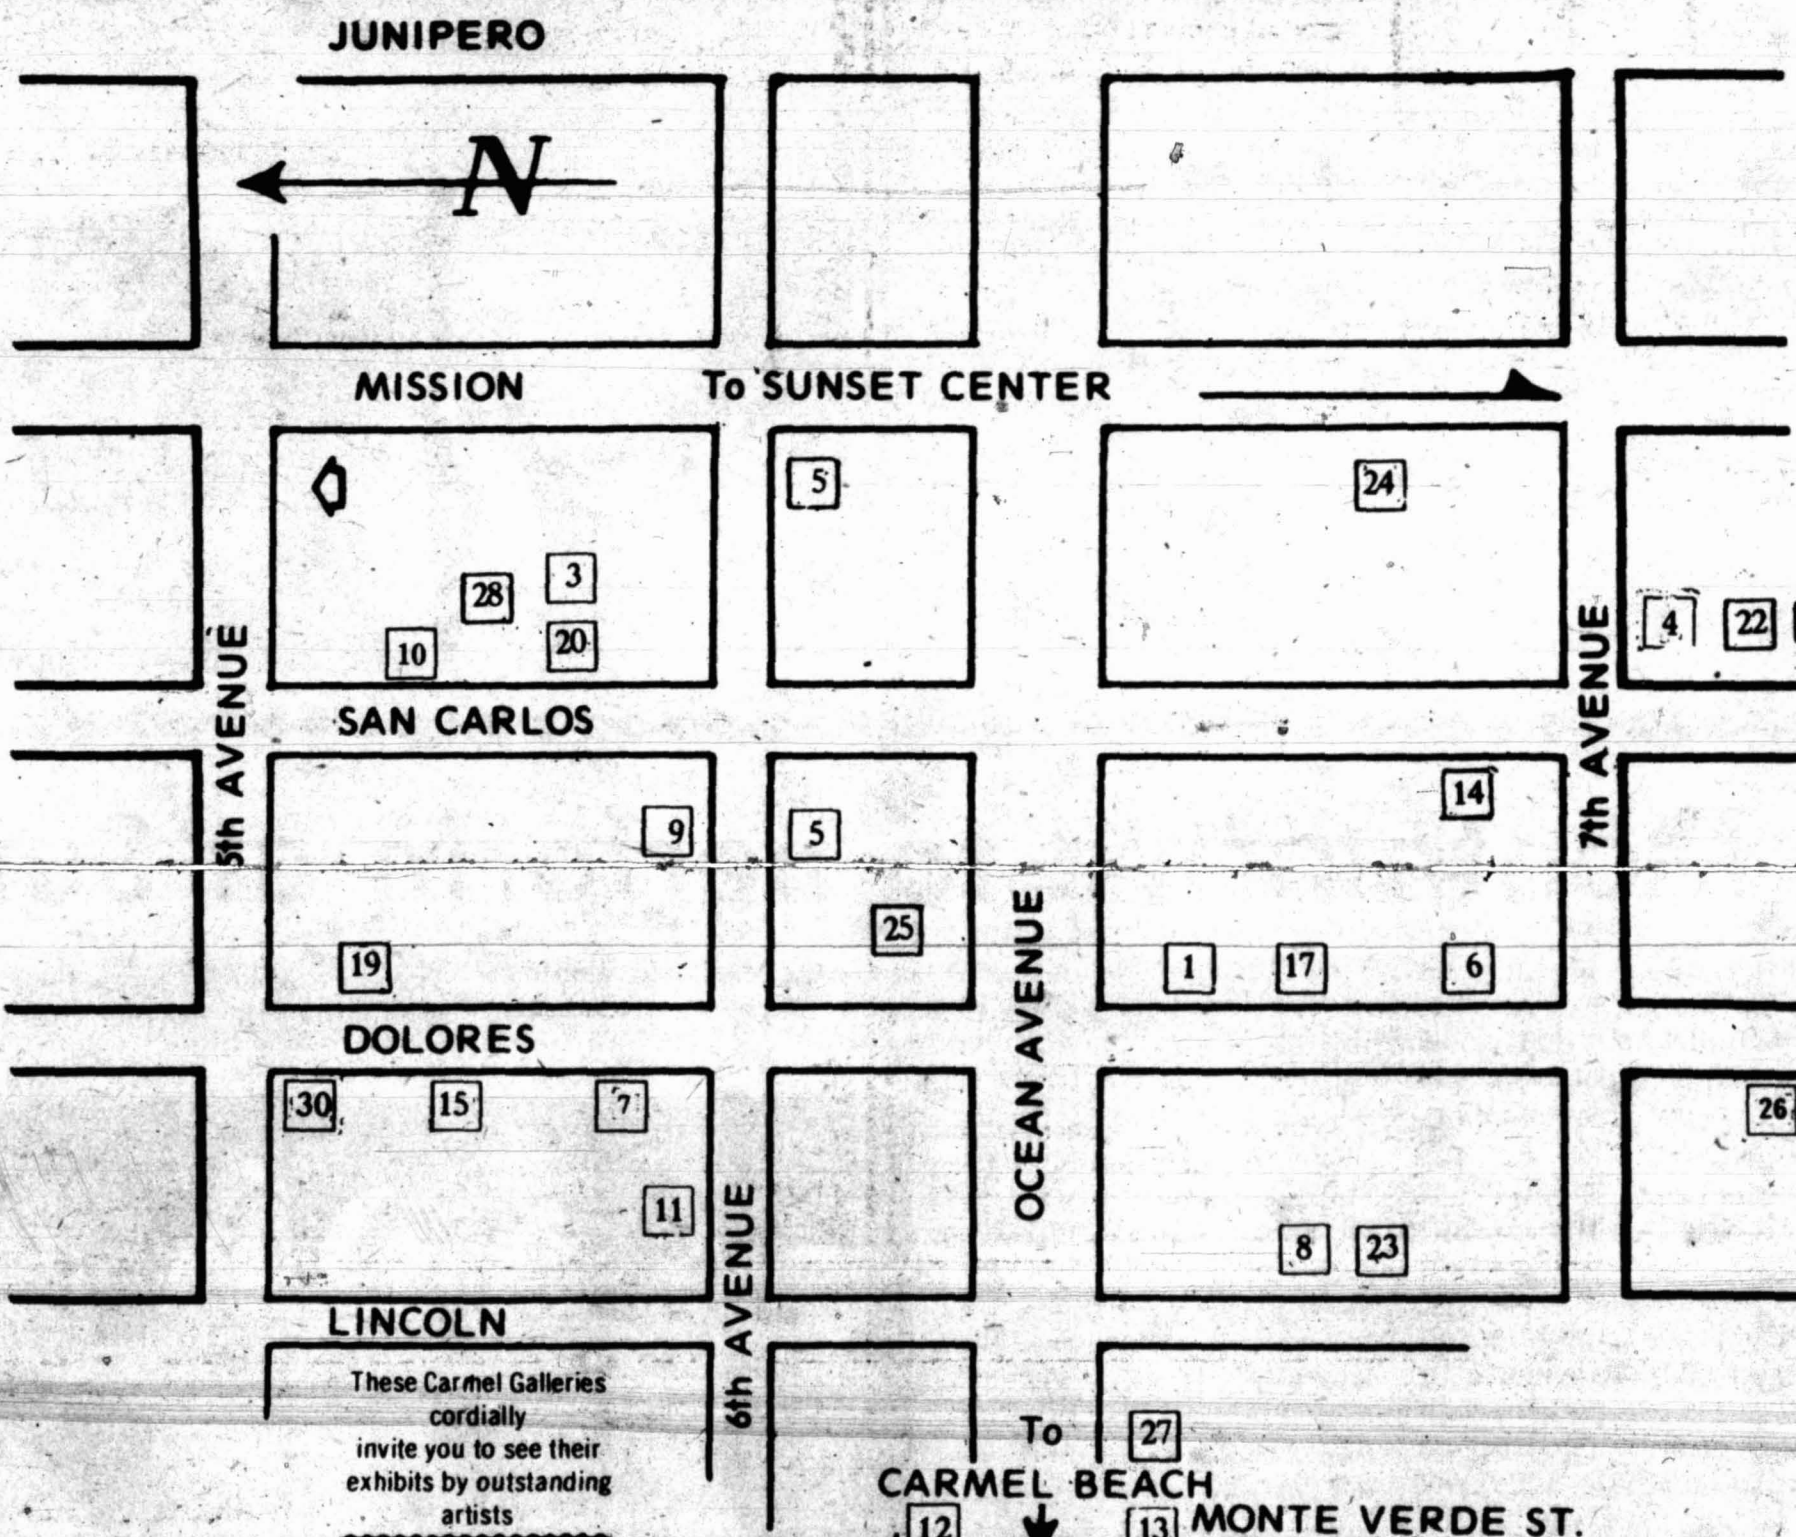 JUNIPERO
N
MISSION
To SUNSET CENTER
5
24
3
28
20
10
4
22
5th AVENUE
7th AVENUE
SAN CARLOS
14
9
5
25
19
1
17
6
OCEAN AVENUE
DOLORES
30
15
7
26
11
8
23
6th AVENUE
LINCOLN
These Carmel Galleries
cordially
invite you to see their
exhibits by outstanding
artists
To
27
CARMEL BEACH
12
13
MONTE VERDE ST.